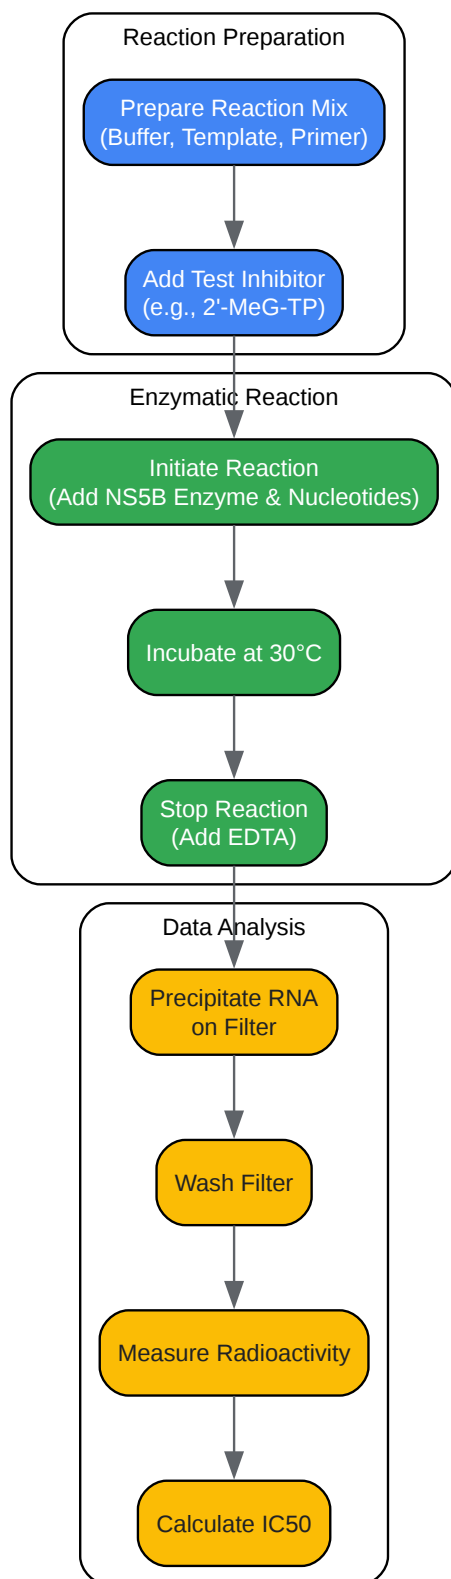 Reaction Preparation
Prepare Reaction Mix
(Buffer, Template, Primer)
Add Test Inhibitor
(e.g., 2'-MeG-TP)
Enzymatic Reaction
Initiate Reaction
(Add NS5B Enzyme & Nucleotides)
Incubate at 30°C
Stop Reaction
(Add EDTA)
Data Analysis
Precipitate RNA
on Filter
Wash Filter
Measure Radioactivity
Calculate IC50